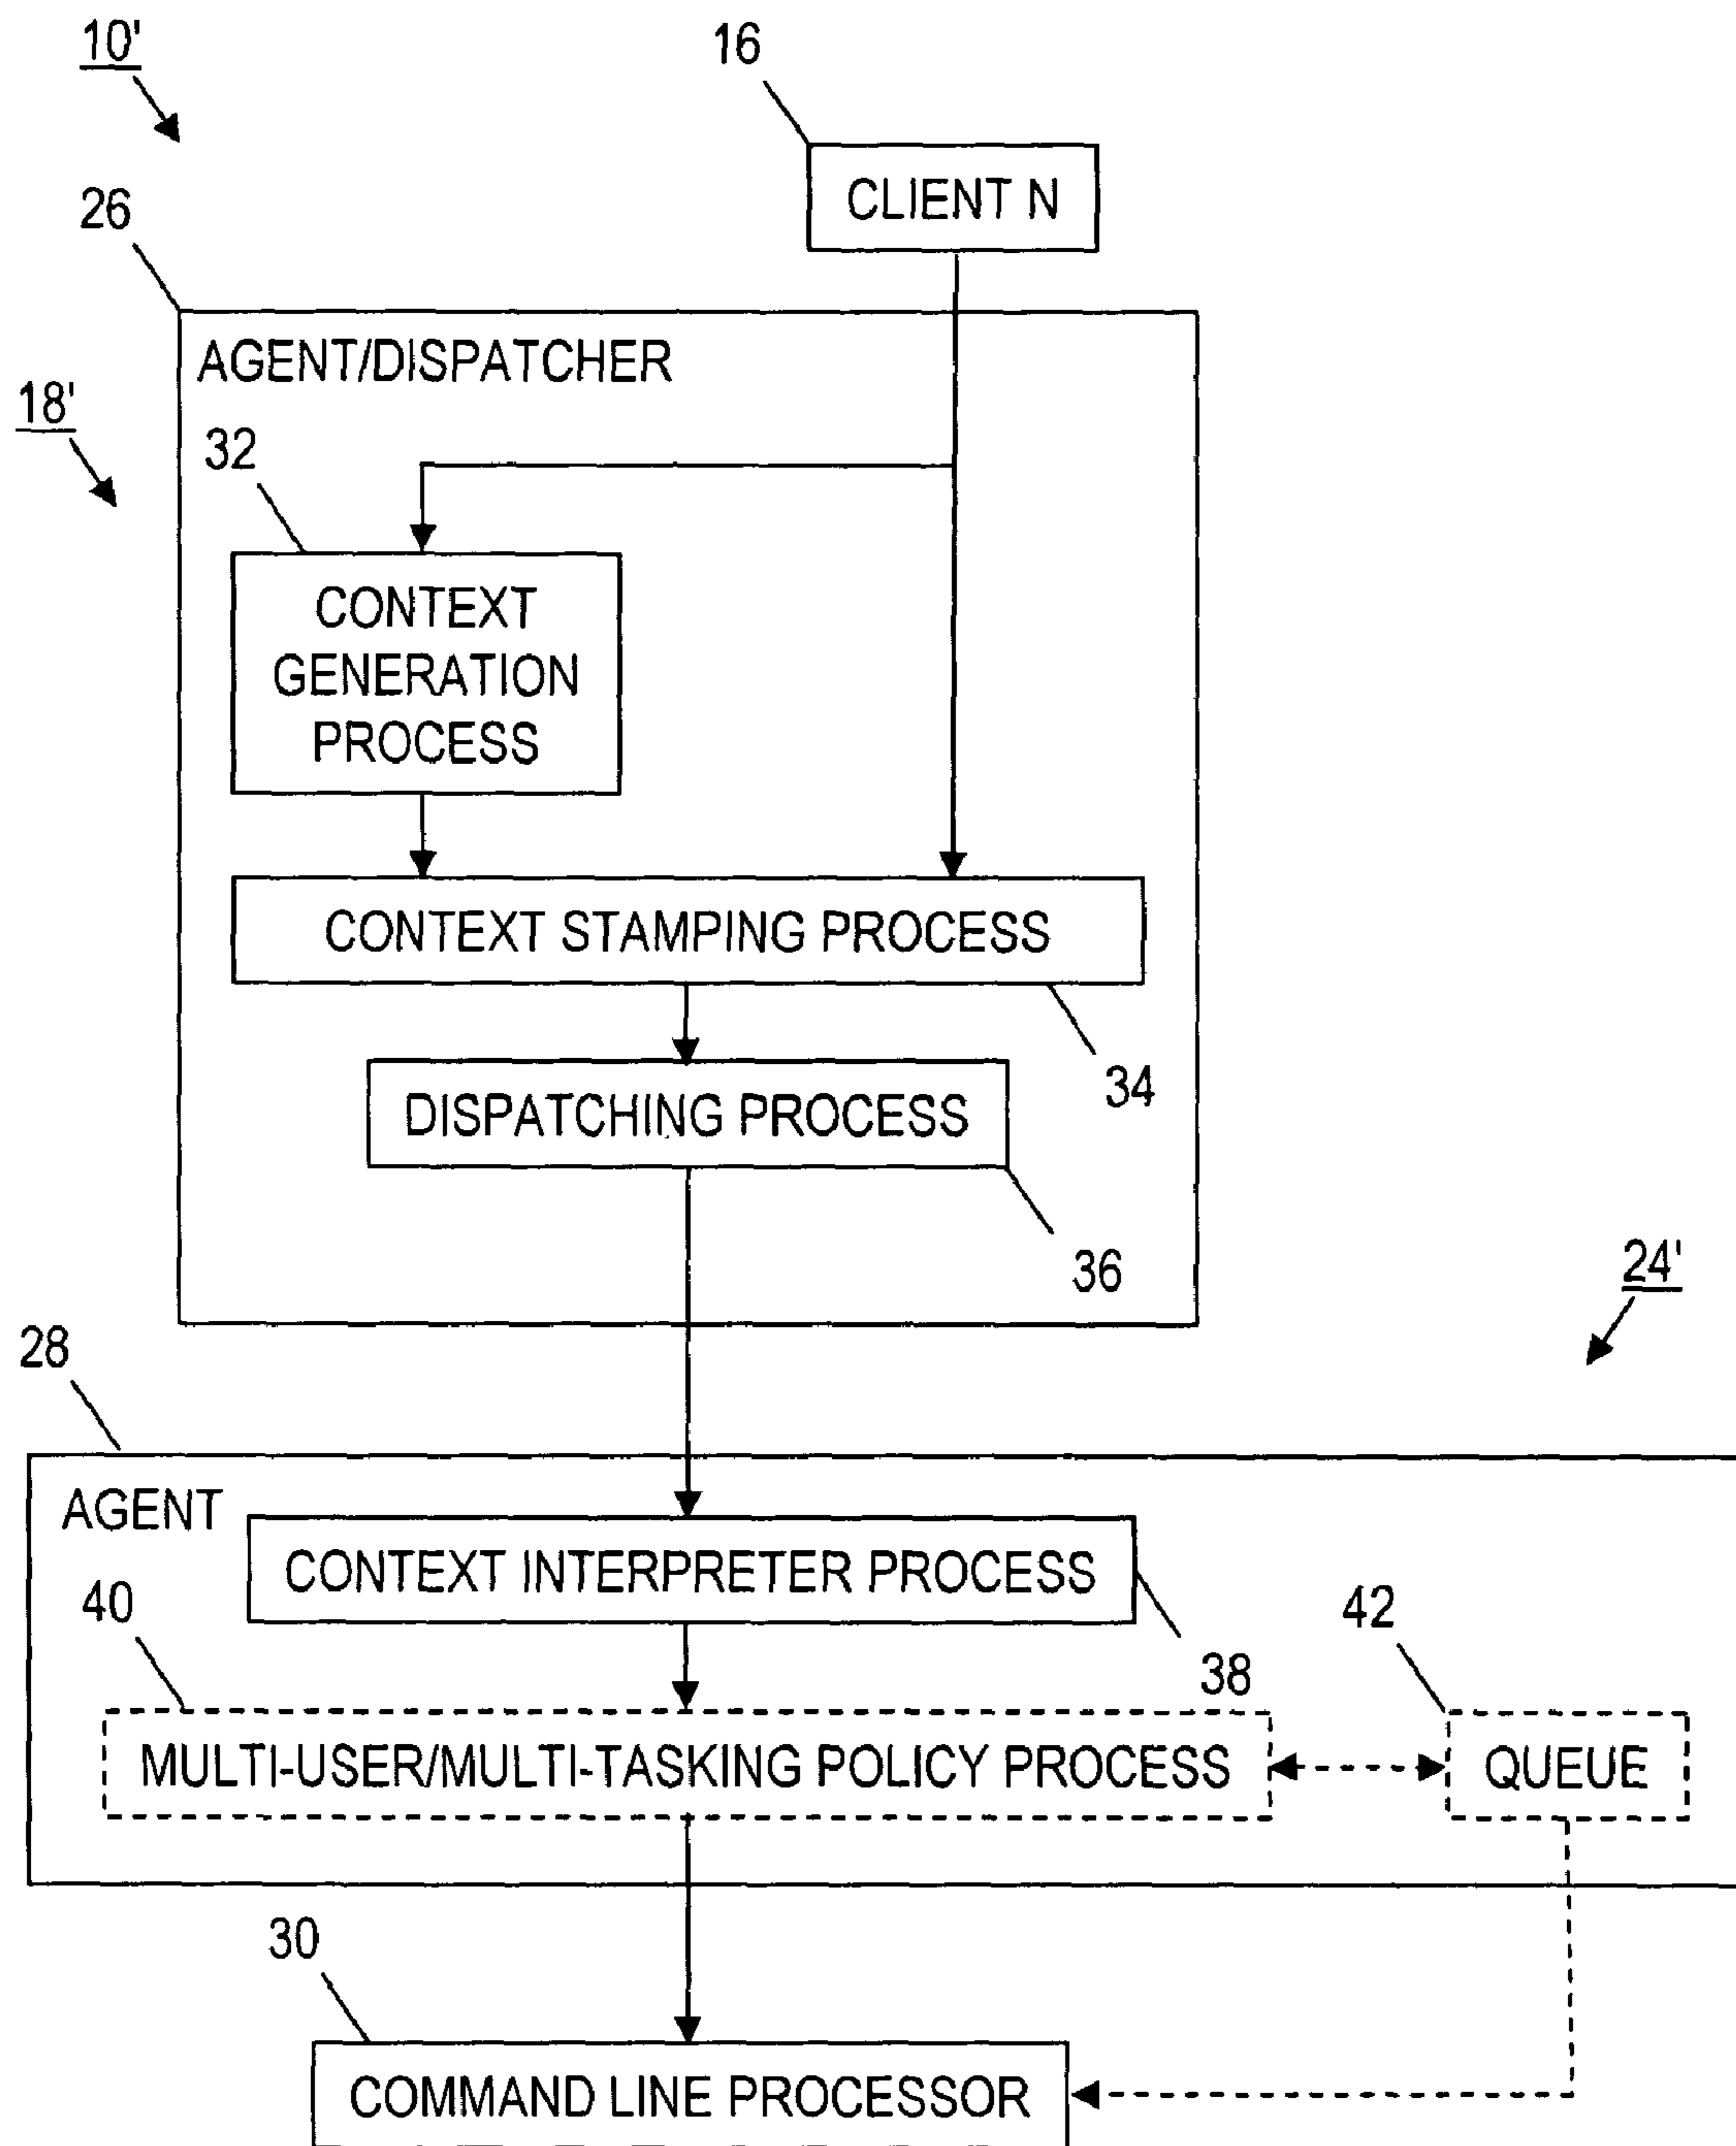 10'
16
CLIENT N
26
AGENT/DISPATCHER
18'
32
CONTEXT
GENERATION
PROCESS
CONTEXT STAMPING PROCESS
34
DISPATCHING PROCESS
36
24'
28
AGENT
CONTEXT INTERPRETER PROCESS
40
38
42
MULTI-USER/MULTI-TASKING POLICY PROCESS
QUEUE
30
COMMAND LINE PROCESSOR